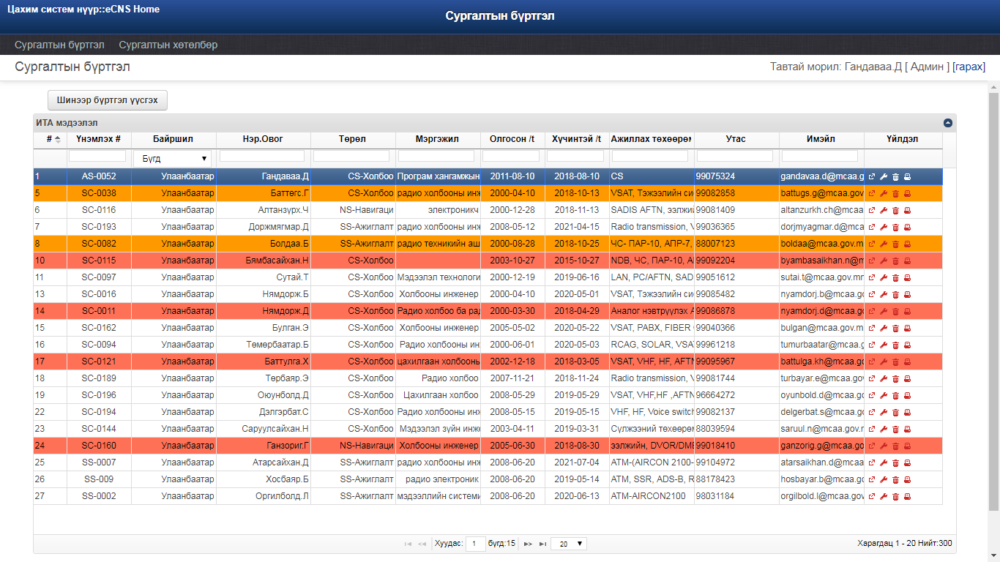 Цахим систем нүүр::eCNS Home
Сургалтын бүртгэл
Сургалтын бүртгэл Сургалтын хөтөлбөр
Сургалтын бүртгэл Тавтай морил: Гандаваа.Д [ Админ ] [гарах]
Шинээр бүртгэл үүсгэх
ИТА мэдээлэл
# Үнэмлэх # Байршил Нэр.Овог Төрөл Мэргэжил Олгосон /t Хүчинтэй /t Ажиллах төхөөрөм Утас Имэйл Үйлдэл
Бүгд
1 AS-0052 Улаанбаатар Гандаваа.Д CS-Холбоо Програм хангамжын 2011-08-10 2018-08-10 CS 99075324 gandavaa.d@mcaa.g
5 SC-0038 Улаанбаатар Баттөгс.Г CS-Холбоо радио холбооны инж 2000-04-10 2018-10-13 VSAT, Тэжээлийн сис 99082858 battugs.g@mcaa.gov
6 SC-0116 Улаанбаатар Алтанзүрх.Ч NS-Навигаци электроникч 2000-12-28 2018-11-13 SADIS AFTN, ээлжий 99081409 altanzurkh.ch@mcaa
7 SC-0193 Улаанбаатар Доржмягмар.Д SS-Ажиглалт радио холбооны инж 2008-05-12 2021-04-15 Radio transmission, V 99036365 dorjmyagmar.d@mcaa
8 SC-0082 Улаанбаатар Болдаа.Б SS-Ажиглалт радио техникийн аш 2000-08-28 2018-10-25 ЧС- ПАР-10, АПР-7, 88007123 boldaa@mcaa.gov.m
10 SC-0115 Улаанбаатар Бямбасайхан.Н CS-Холбоо 2003-10-27 2015-10-27 NDB, ЧС, ПАР-10, А 99092204 byambasaikhan.n@m
11 SC-0097 Улаанбаатар Сутай.Т CS-Холбоо Мэдээлэл технологи 2000-12-19 2019-06-16 LAN, PC/AFTN, SAD 99051612 sutai.t@mcaa.gov.mn
13 SC-0016 Улаанбаатар Нямдорж.Б CS-Холбоо Холбооны инженер 2000-04-10 2020-05-01 VSAT, Тэжээлийн сис 99085482 nyamdorj.b@mcaa.go
14 SC-0011 Улаанбаатар Нямдорж.Д CS-Холбоо Радио холбоо ба рад 2000-03-30 2018-04-29 Аналог нэвтрүүлэх А 99086878 nyamdorj.d@mcaa.go
15 SC-0162 Улаанбаатар Булган.Э CS-Холбоо Холбооны инженер 2005-05-02 2020-05-22 VSAT, PABX, FIBER 99040366 bulgan@mcaa.gov.m
16 SC-0094 Улаанбаатар Төмөрбаатар.Б CS-Холбоо Радио холбооны ин 2000-06-01 2020-05-03 RCAG, SOLAR, VSA 99961218 tumurbaatar@mcaa.g
17 SC-0121 Улаанбаатар Баттулга.Х CS-Холбоо цахилгаан холбооны 2002-12-18 2018-03-05 VSAT, VHF, HF, AFTN 99095967 battulga.kh@mcaa.go
18 SC-0189 Улаанбаатар Төрбаяр.Э CS-Холбоо Радио холбоо 2007-11-21 2018-11-24 Radio transmission, V 99081744 turbayar.e@mcaa.gov
19 SC-0196 Улаанбаатар Оюунболд.Д CS-Холбоо Цахилгаан холбоо 2008-05-29 2019-05-29 VSAT, VHF,HF ,AFTN 96664272 oyunbold.d@mcaa.go
22 SC-0194 Улаанбаатар Дэлгэрбат.С CS-Холбоо Радио холбооны ин 2008-05-15 2019-05-15 VHF, HF, Voice switch 99082137 delgerbat.s@mcaa.go
23 SC-0144 Улаанбаатар Саруулсайхан.Н CS-Холбоо Мэдээлэл зүйн инже 2003-04-11 2019-03-31 Сүлжээний төхөөрөм 88039594 saruul.n@mcaa.gov.
24 SC-0160 Улаанбаатар Ганзориг.Г NS-Навигаци Холбооны инженер 2005-06-30 2018-08-30 ээлжийн, DVOR/DME 99018410 ganzorig.g@mcaa.go
25 SS-0007 Улаанбаатар Атарсайхан.Д SS-Ажиглалт радио холбооны инж 2008-06-20 2021-07-04 ATM-(AIRCON 2100- 99104972 atarsaikhan.d@mcaa
26 SS-009 Улаанбаатар Хосбаяр.Б SS-Ажиглалт радио электроник 2008-06-20 2019-05-14 ATM, SSR, ADS-B, R 88178423 hosbayar.b@mcaa.go
27 SS-0002 Улаанбаатар Оргилболд.Л SS-Ажиглалт мэдээллийн системи 2008-06-20 2020-06-13 ATM-AIRCON2100 98031184 orgilbold.l@mcaa.gov
Хуудас: 1 бүгд:15 20 Харагдац 1 - 20 Нийт:300